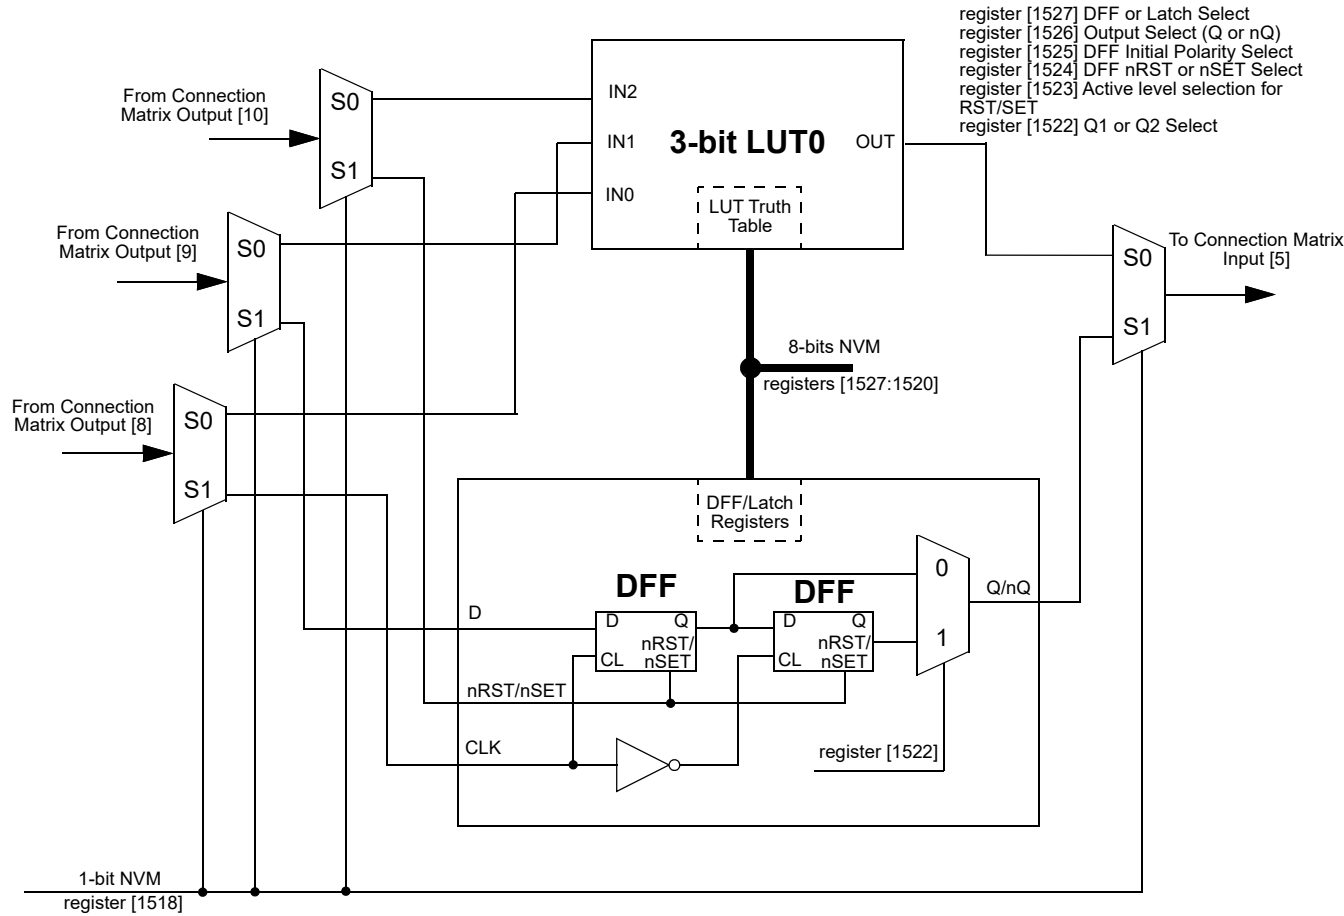 register [1527] DFF or Latch Select
register [1526] Output Select (Q or nQ)
register [1525] DFF Initial Polarity Select
register [1524] DFF nRST or nSET Select
register [1523] Active level selection for
RST/SET
register [1522] Q1 or Q2 Select
From Connection
Matrix Output [10]
S0
S1
IN2
IN1
IN0
3-bit LUT0
OUT
LUT Truth
Table
From Connection
Matrix Output [9]
S0
S1
To Connection Matrix
Input [5]
S0
S1
8-bits NVM
registers [1527:1520]
From Connection
Matrix Output [8]
S0
S1
DFF/Latch
Registers
DFF
D
Q
nRST/
nSET
CL
DFF
D
Q
nRST/
nSET
CL
0
1
Q/nQ
D
nRST/nSET
CLK
register [1522]
1-bit NVM
register [1518]